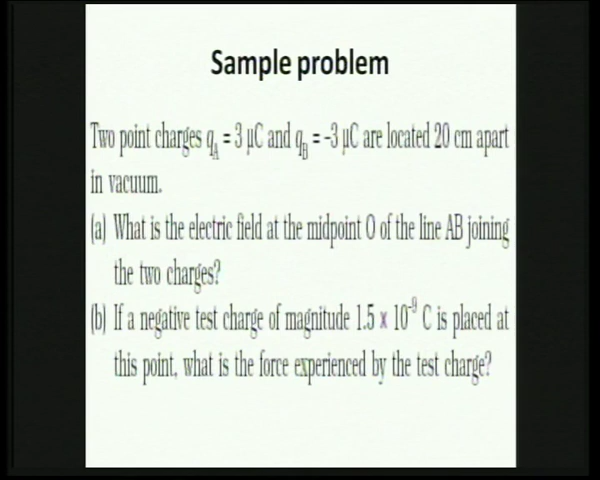 Sample problem
Two point charges qA = 3 μC and qB = -3 μC are located 20 cm apart
in vacuum.
(a) What is the electric field at the midpoint O of the line AB joining
the two charges?
(b) If a negative test charge of magnitude 1.5 × 10⁻⁹ C is placed at
this point, what is the force experienced by the test charge?